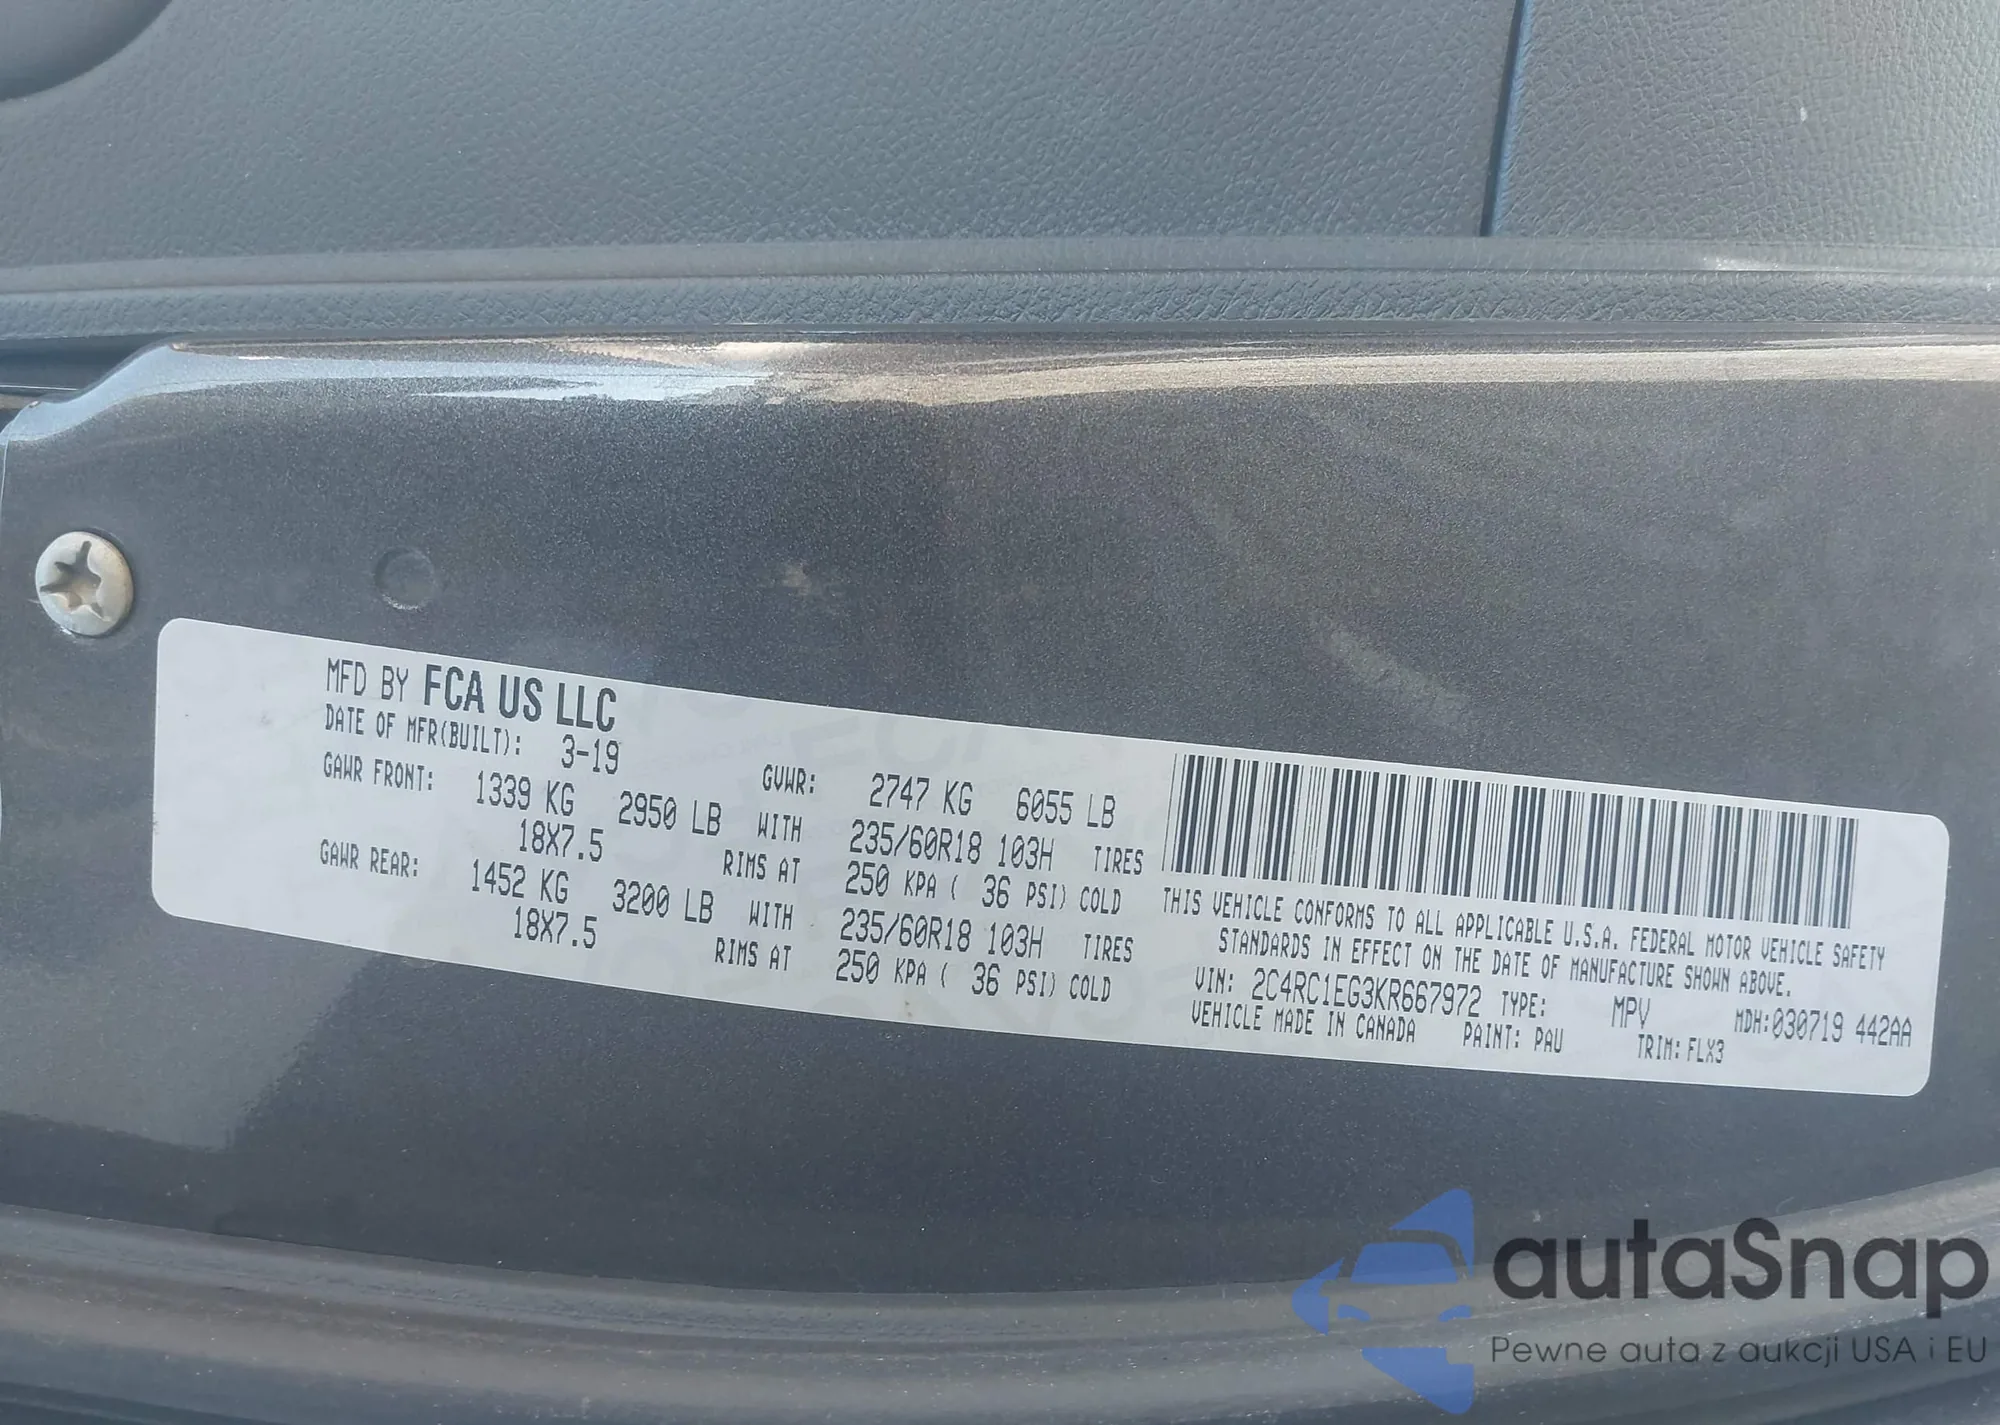 MFD BY FCA US LLC
DATE OF MFR(BUILT): 3-19 GVWR: 2747 KG 6055 LB
GAWR FRONT: 1339 KG 2950 LB WITH 235/60R18 103H TIRES
18X7.5 RIMS AT 250 KPA ( 36 PSI) COLD
GAWR REAR: 1452 KG 3200 LB WITH 235/60R18 103H TIRES
18X7.5 RIMS AT 250 KPA ( 36 PSI) COLD
THIS VEHICLE CONFORMS TO ALL APPLICABLE U.S.A. FEDERAL MOTOR VEHICLE SAFETY
STANDARDS IN EFFECT ON THE DATE OF MANUFACTURE SHOWN ABOVE.
VIN: 2C4RC1EG3KR667972 TYPE: MPV MDH:030719 442AA
VEHICLE MADE IN CANADA PAINT: PAU TRIM: FLX3
autaSnap
Pewne auta z aukcji USA i EU